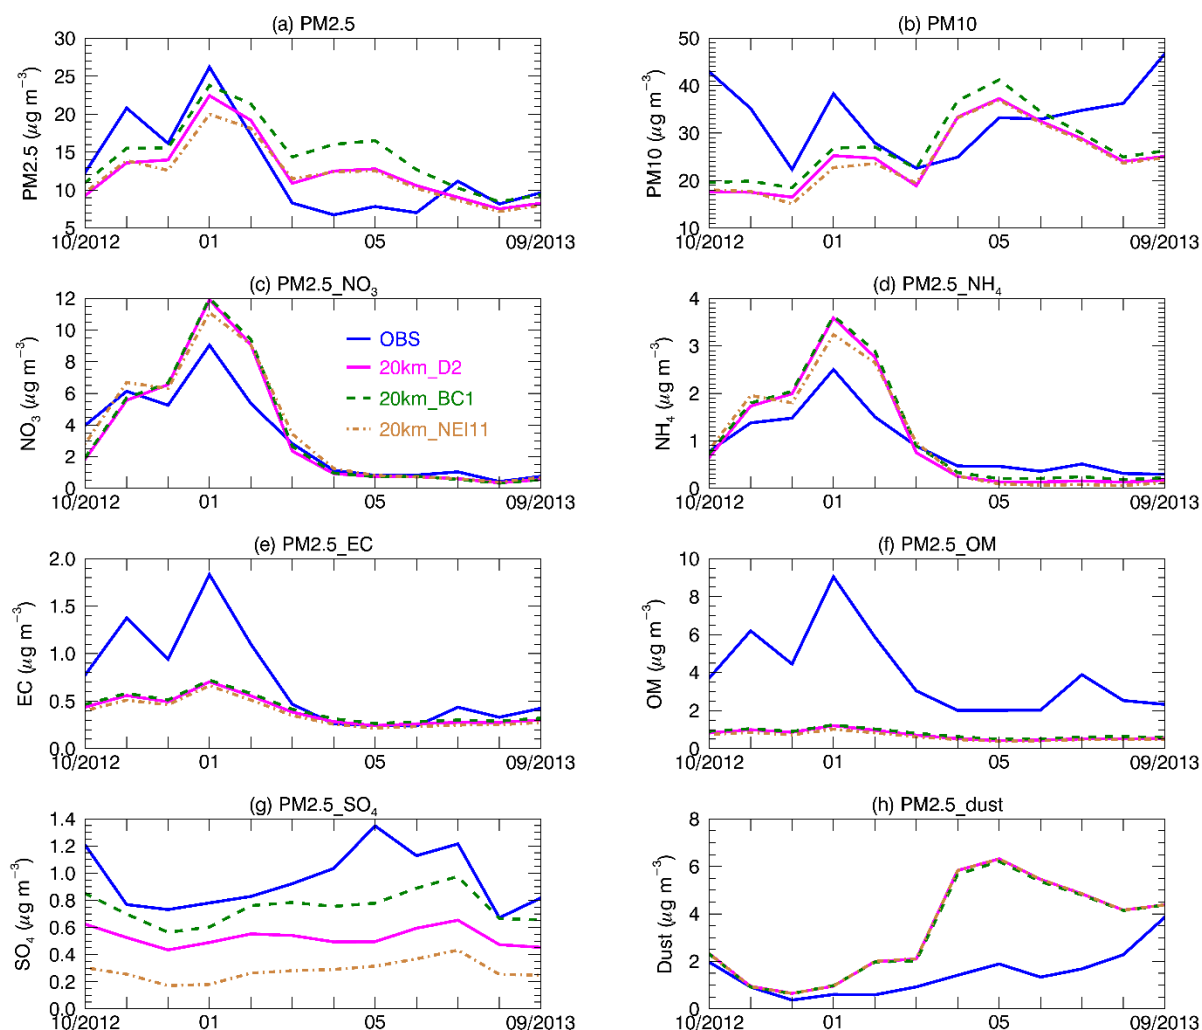 (a) PM2.5
PM2.5 (μg m⁻³)
30
25
20
15
10
5
10/2012 01 05 09/2013
(b) PM10
PM10 (μg m⁻³)
50
40
30
20
10
10/2012 01 05 09/2013
(c) PM2.5_NO₃
NO₃ (μg m⁻³)
12
10
8
6
4
2
0
OBS
20km_D2
20km_BC1
20km_NEI11
10/2012 01 05 09/2013
(d) PM2.5_NH₄
NH₄ (μg m⁻³)
4
3
2
1
0
10/2012 01 05 09/2013
(e) PM2.5_EC
EC (μg m⁻³)
2.0
1.5
1.0
0.5
0.0
10/2012 01 05 09/2013
(f) PM2.5_OM
OM (μg m⁻³)
10
8
6
4
2
0
10/2012 01 05 09/2013
(g) PM2.5_SO₄
SO₄ (μg m⁻³)
1.4
1.2
1.0
0.8
0.6
0.4
0.2
0.0
10/2012 01 05 09/2013
(h) PM2.5_dust
Dust (μg m⁻³)
8
6
4
2
0
10/2012 01 05 09/2013